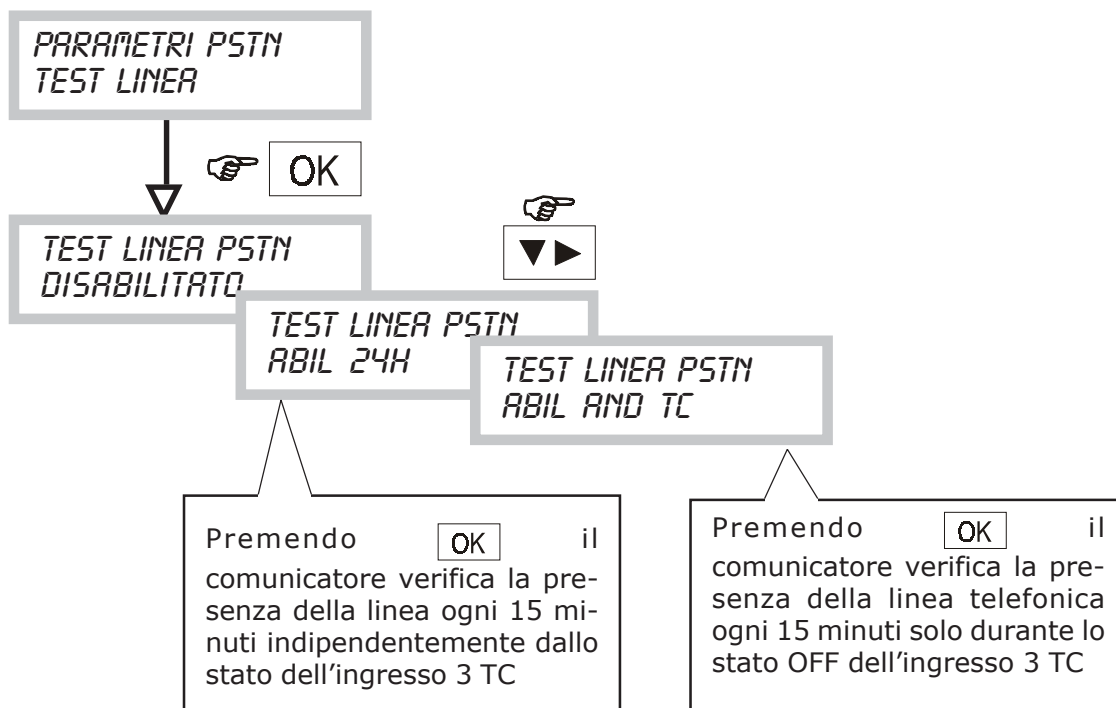 PARAMETRI PSTN
TEST LINEA
OK
TEST LINEA PSTN
DISABILITATO
TEST LINEA PSTN
ABIL 24H
TEST LINEA PSTN
ABIL AND TC
Premendo OK il
comunicatore verifica la pre-
senza della linea ogni 15 mi-
nuti indipendentemente dallo
stato dell'ingresso 3 TC
Premendo OK il
comunicatore verifica la pre-
senza della linea telefonica
ogni 15 minuti solo durante lo
stato OFF dell'ingresso 3 TC